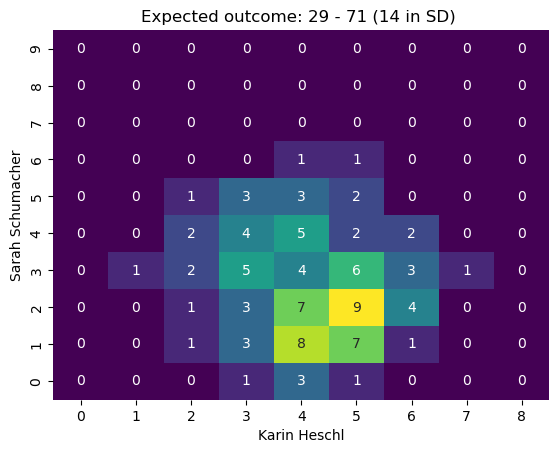 Expected outcome: 29 - 71 (14 in SD)
Sarah Schumacher
9 0 0 0 0 0 0 0 0 0
8 0 0 0 0 0 0 0 0 0
7 0 0 0 0 0 0 0 0 0
6 0 0 0 0 1 1 0 0 0
5 0 0 1 3 3 2 0 0 0
4 0 0 2 4 5 2 2 0 0
3 0 1 2 5 4 6 3 1 0
2 0 0 1 3 7 9 4 0 0
1 0 0 1 3 8 7 1 0 0
0 0 0 0 1 3 1 0 0 0
0 1 2 3 4 5 6 7 8
Karin Heschl